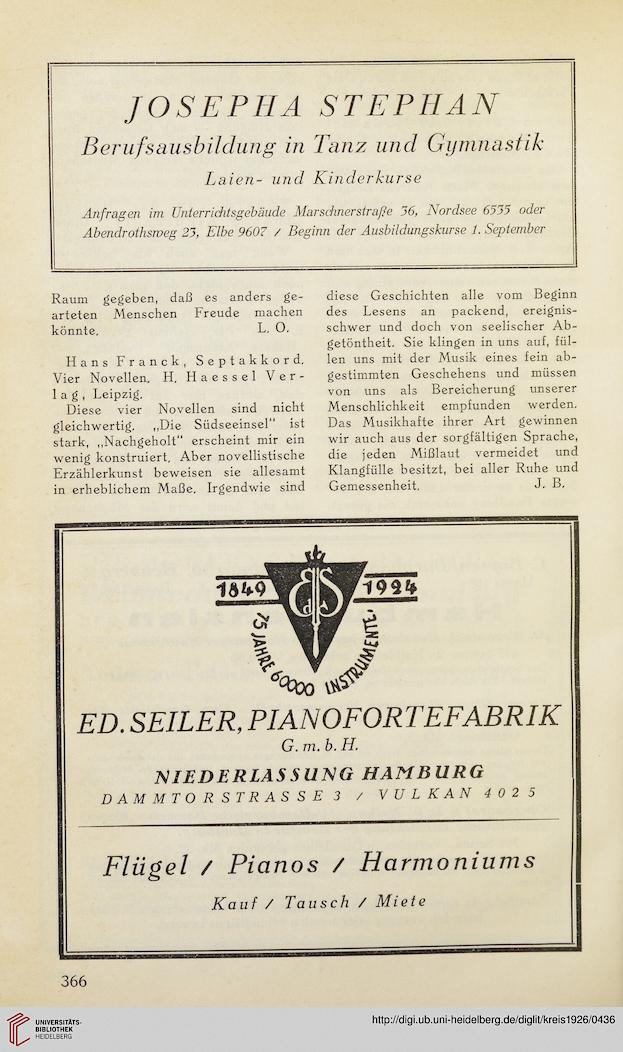 JOSEPHA STEPHAN
Berufsausbildung in Tanz und Gymnastik
Laien- und Kinderkurse
Anfragen im Unterrichtsgebäude Marschnerstraße 36, Nordsee 6535 oder
Abendrothsweg 23, Elbe 9607 / Beginn der Ausbildungskurse 1. September
Raum gegeben, daß es anders ge-
arteten Menschen Freude machen
könnte. L. O.
Hans Franck, Septakkord.
Vier Novellen. H. Haessel Ver-
lag, Leipzig.
Diese vier Novellen sind nicht
gleichwertig. „Die Südseeinsel“ ist
stark, „Nachgeholt“ erscheint mir ein
wenig konstruiert. Aber novellistische
Erzählerkunst beweisen sie allesamt
in erheblichem Maße. Irgendwie sind
diese Geschichten alle vom Beginn
des Lesens an packend, ereignis-
schwer und doch von seelischer Ab-
getöntheit. Sie klingen in uns auf, fül-
len uns mit der Musik eines fein ab-
gestimmten Geschehens und müssen
von uns als Bereicherung unserer
Menschlichkeit empfunden werden.
Das Musikhafte ihrer Art gewinnen
wir auch aus der sorgfältigen Sprache,
die jeden Mißlaut vermeidet und
Klangfülle besitzt, bei aller Ruhe und
Gemessenheit. J. B.
1849 ES 1924
75 JAHRE 60000 INSTRUMENTE
ED. SEILER, PIANOFORTEFABRIK
G. m. b. H.
NIEDERLASSUNG HAMBURG
DAMMTORSTRASSE 3 / VULKAN 4025
Flügel / Pianos / Harmoniums
Kauf / Tausch / Miete
366
UNIVERSITÄTS-
BIBLIOTHEK
HEIDELBERG
http://digi.ub.uni-heidelberg.de/diglit/kreis1926/0436